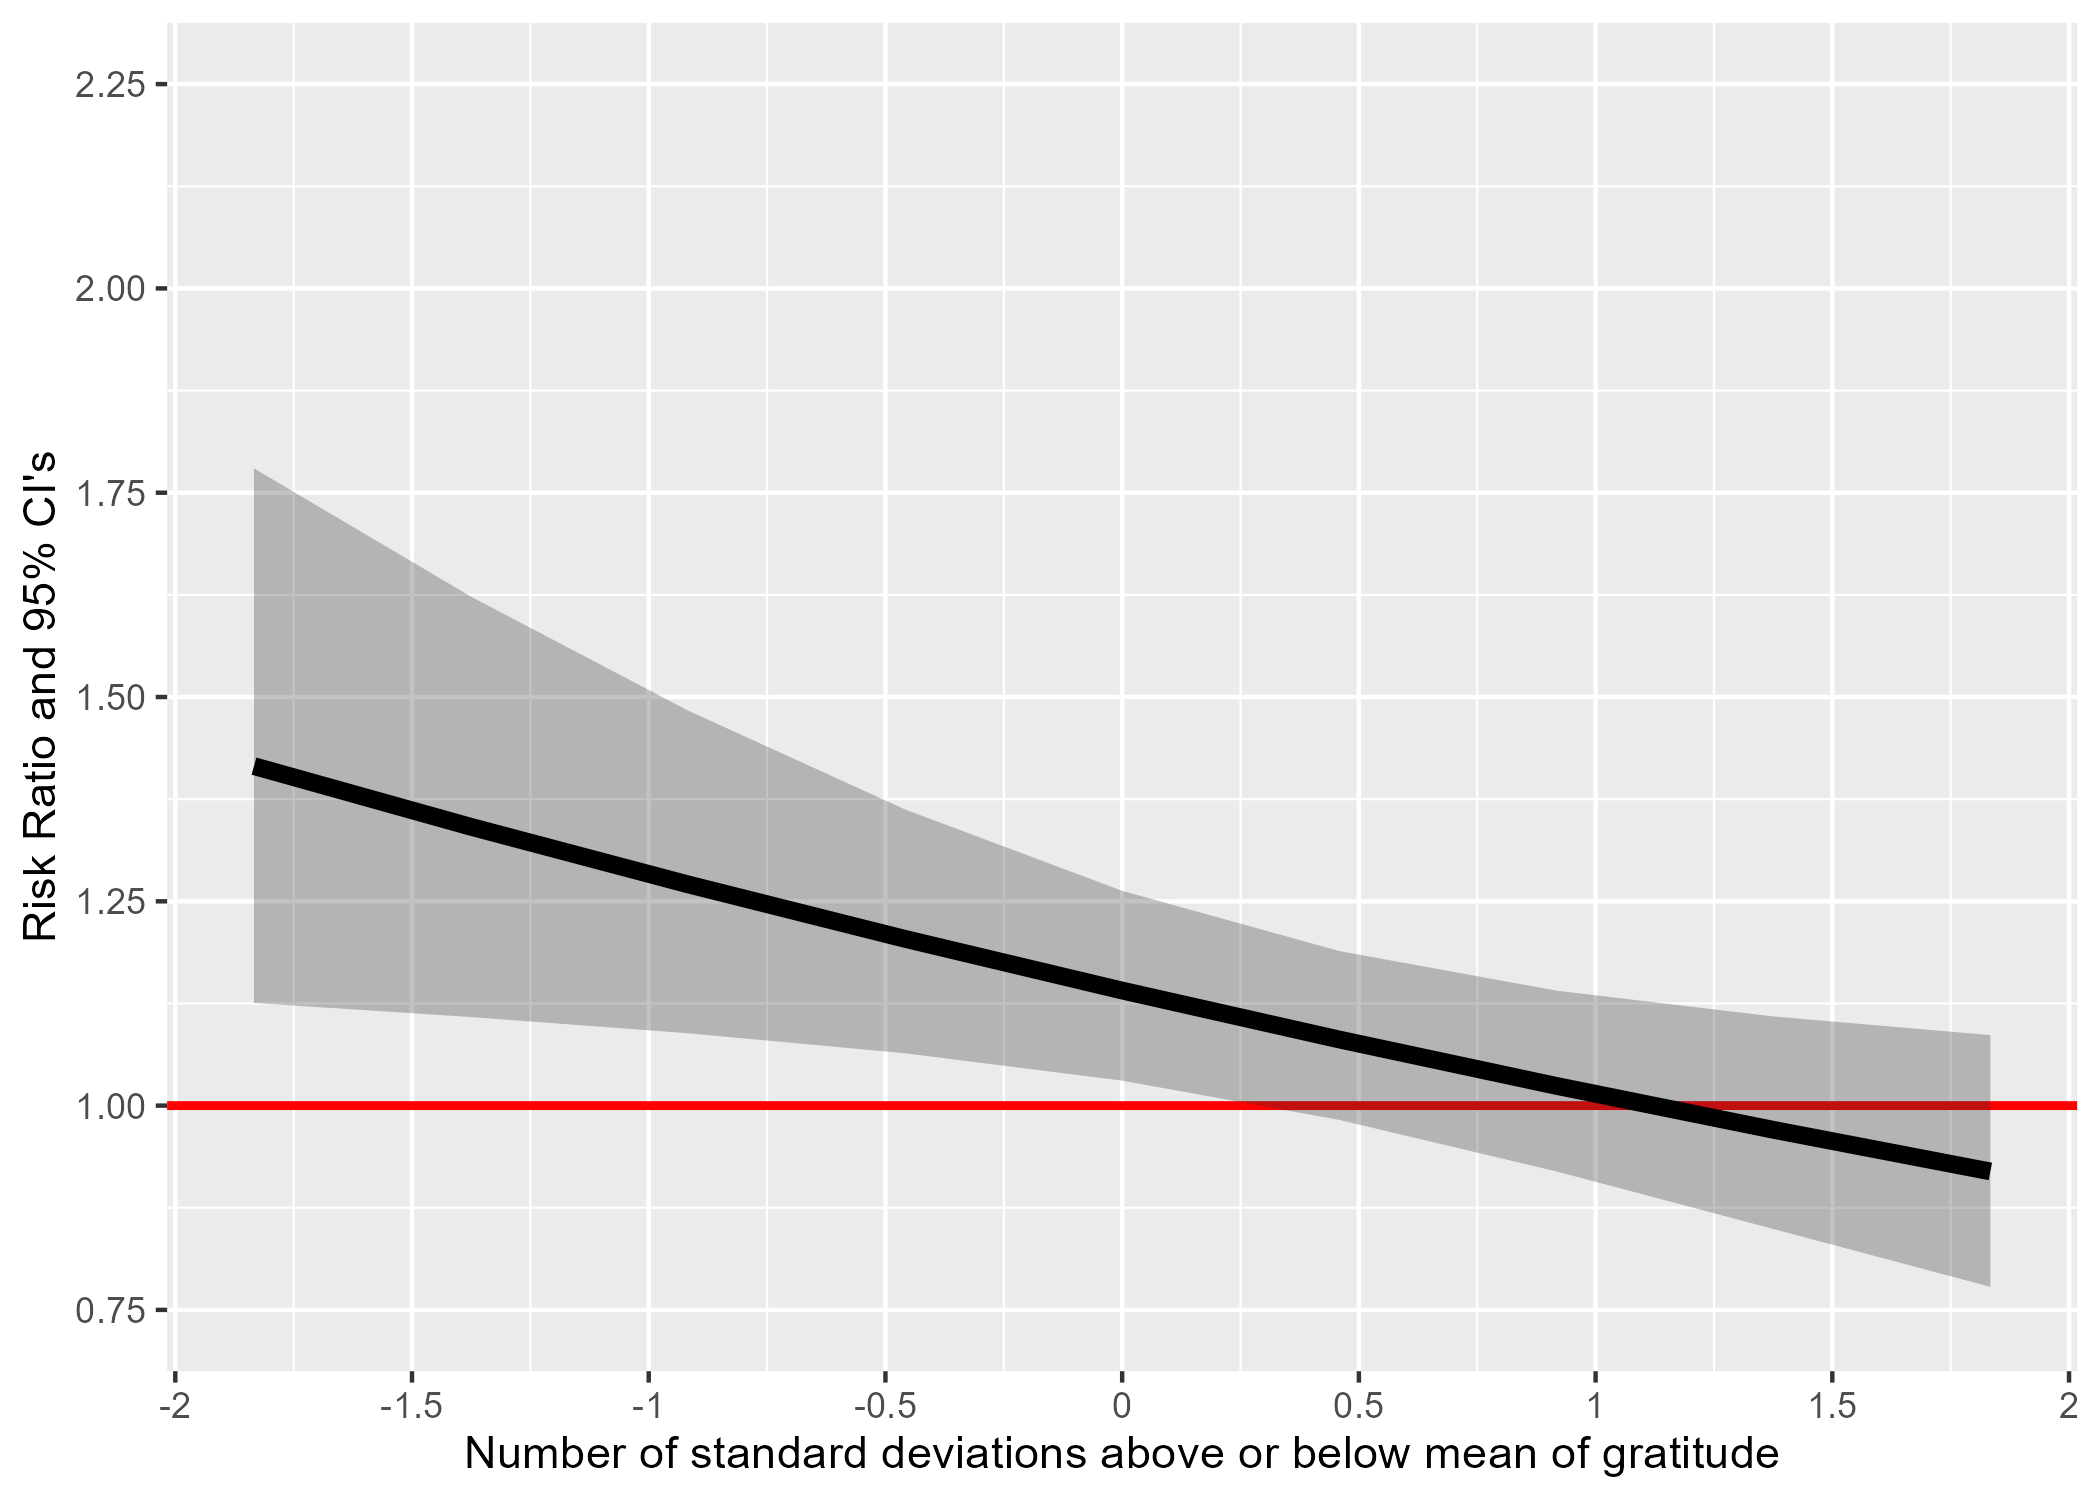 Risk Ratio and 95% CI's
2.25
2.00
1.75
1.50
1.25
1.00
0.75
-2 -1.5 -1 -0.5 0 0.5 1 1.5 2
Number of standard deviations above or below mean of gratitude